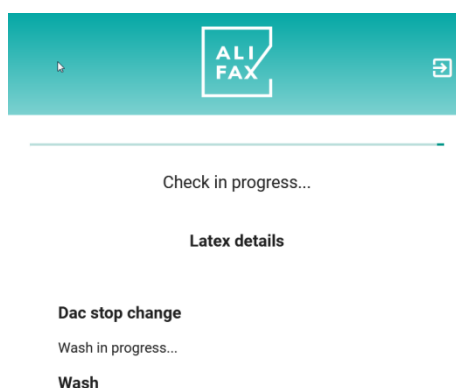 ALI
FAX
Check in progress...
Latex details
Dac stop change
Wash in progress...
Wash